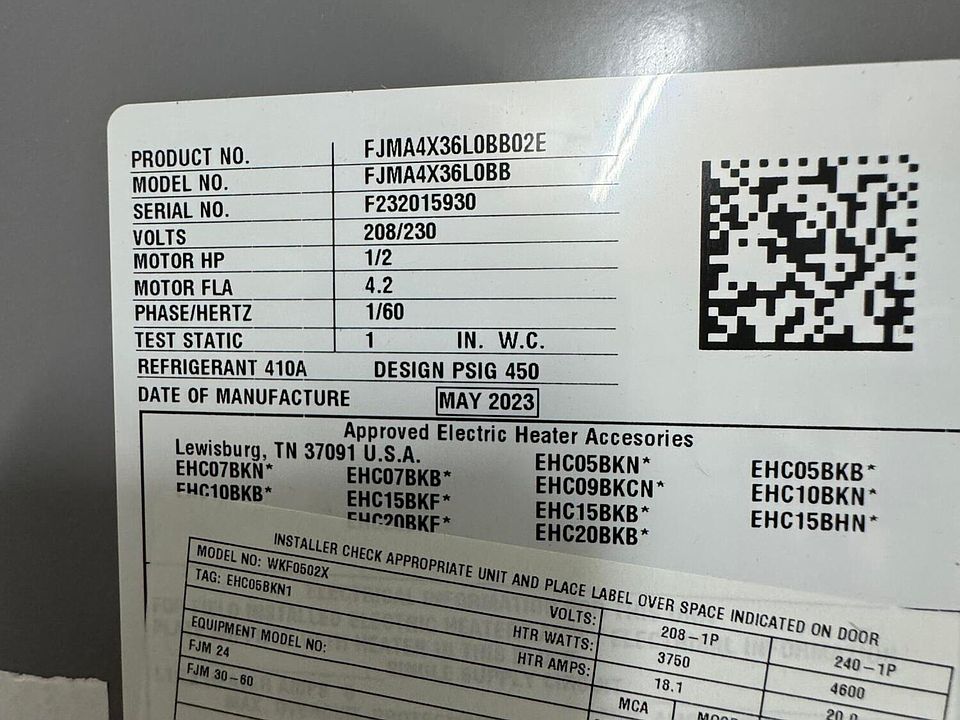 PRODUCT NO. FJMA4X36L0BB02E
MODEL NO. FJMA4X36L0BB
SERIAL NO. F232015930
VOLTS 208/230
MOTOR HP 1/2
MOTOR FLA 4.2
PHASE/HERTZ 1/60
TEST STATIC 1 IN. W.C.
REFRIGERANT 410A DESIGN PSIG 450
DATE OF MANUFACTURE MAY 2023
Approved Electric Heater Accesories
Lewisburg, TN 37091 U.S.A.
EHC07BKN* EHC07BKB* EHC05BKN* EHC05BKB*
EHC10BKB* EHC15BKF* EHC09BKCN* EHC10BKN*
EHC20BKF* EHC15BKB* EHC15BHN*
EHC20BKB*
INSTALLER CHECK APPROPRIATE UNIT AND PLACE LABEL OVER SPACE INDICATED ON DOOR
MODEL NO: WKF0502X
TAG: EHC05BKN1 VOLTS: 208-1P 240-1P
HTR WATTS: 3750 4600
EQUIPMENT MODEL NO: HTR AMPS: 18.1 20.0
FJM 24 MCA
FJM 30-60